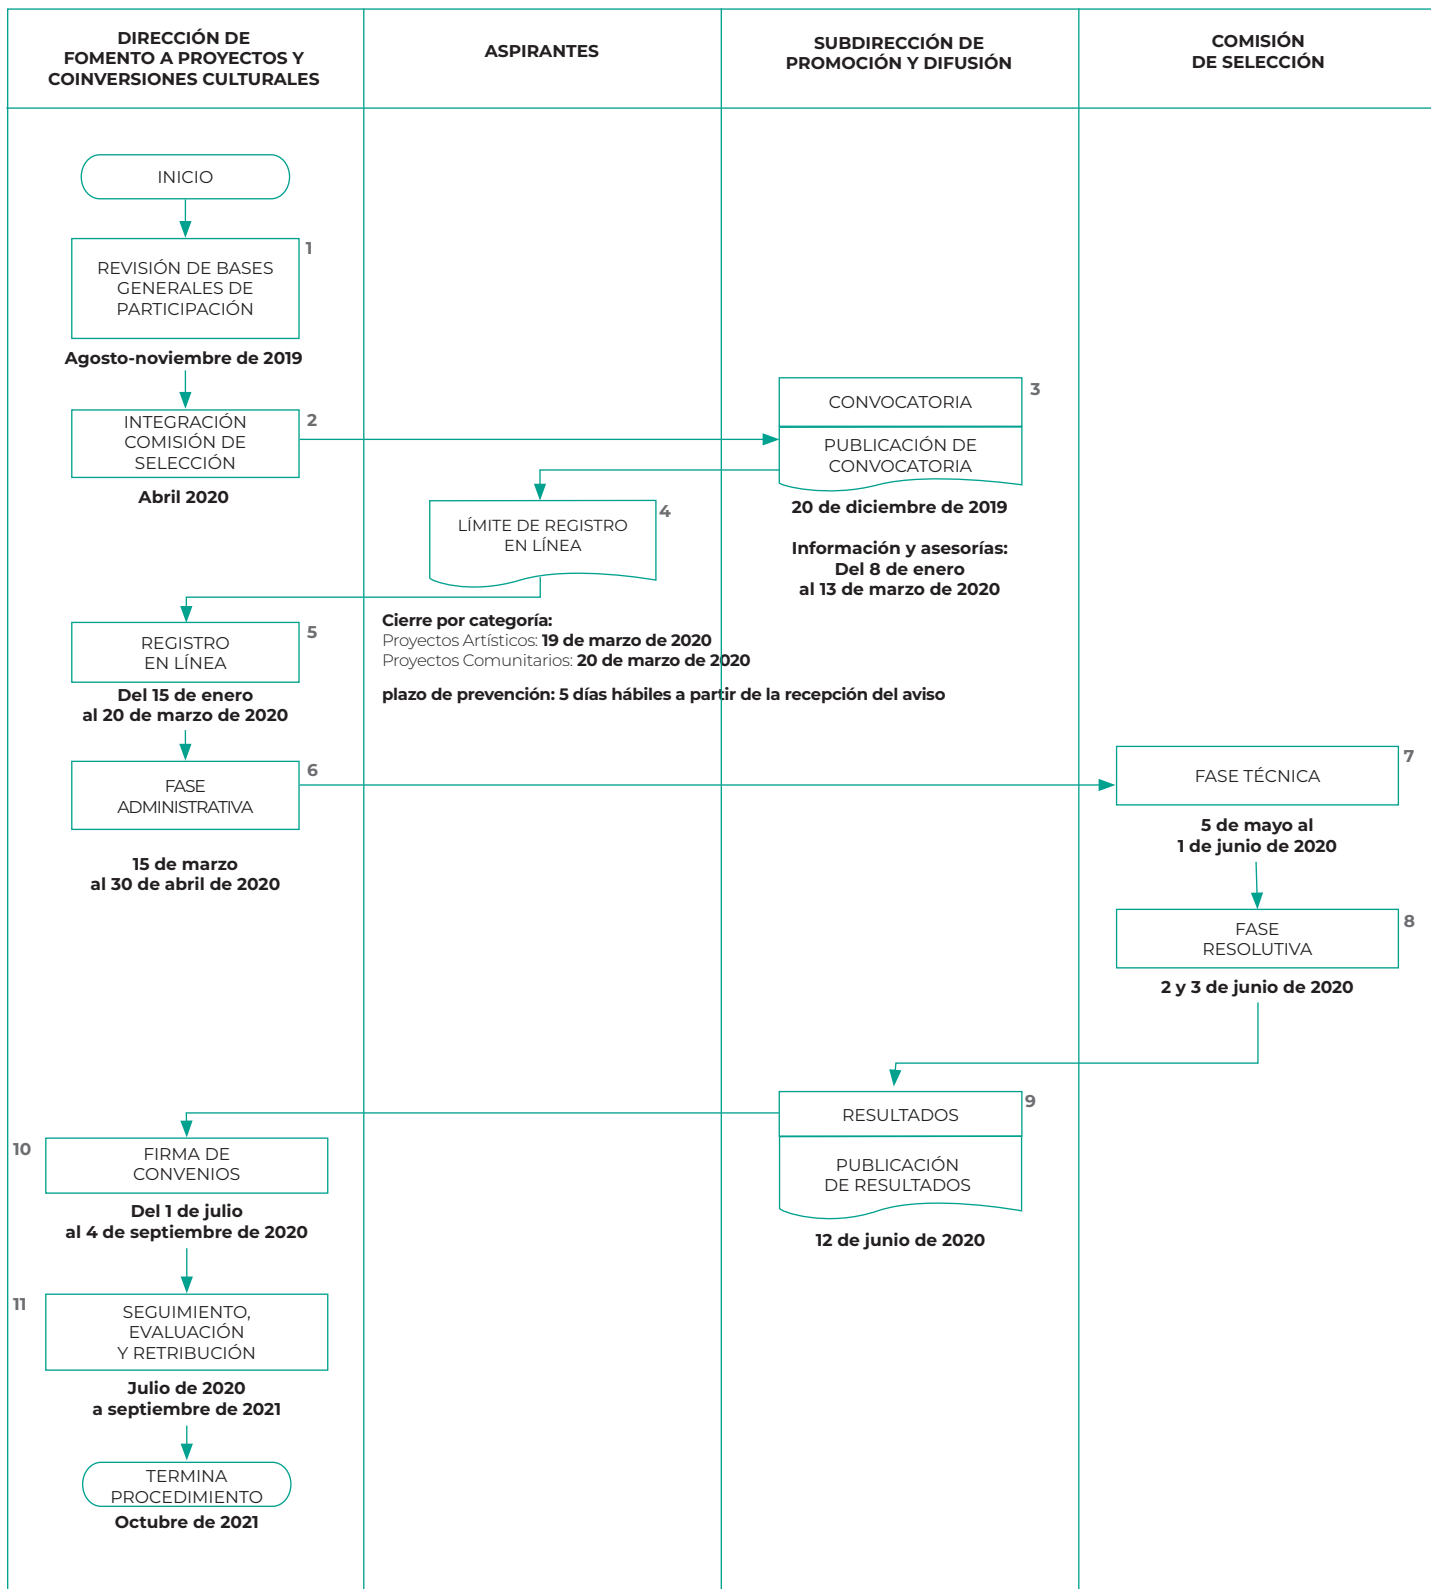 DIRECCIÓN DE
FOMENTO A PROYECTOS Y
COINVERSIONES CULTURALES
ASPIRANTES
SUBDIRECCIÓN DE
PROMOCIÓN Y DIFUSIÓN
COMISIÓN
DE SELECCIÓN
INICIO
1
REVISIÓN DE BASES
GENERALES DE
PARTICIPACIÓN
Agosto-noviembre de 2019
2
INTEGRACIÓN
COMISIÓN DE
SELECCIÓN
Abril 2020
3
CONVOCATORIA
PUBLICACIÓN DE
CONVOCATORIA
20 de diciembre de 2019
Información y asesorías:
Del 8 de enero
al 13 de marzo de 2020
4
LÍMITE DE REGISTRO
EN LÍNEA
Cierre por categoría:
Proyectos Artísticos: 19 de marzo de 2020
Proyectos Comunitarios: 20 de marzo de 2020
plazo de prevención: 5 días hábiles a partir de la recepción del aviso
5
REGISTRO
EN LÍNEA
Del 15 de enero
al 20 de marzo de 2020
6
FASE
ADMINISTRATIVA
15 de marzo
al 30 de abril de 2020
7
FASE TÉCNICA
5 de mayo al
1 de junio de 2020
8
FASE
RESOLUTIVA
2 y 3 de junio de 2020
9
RESULTADOS
PUBLICACIÓN
DE RESULTADOS
12 de junio de 2020
10
FIRMA DE
CONVENIOS
Del 1 de julio
al 4 de septiembre de 2020
11
SEGUIMIENTO,
EVALUACIÓN
Y RETRIBUCIÓN
Julio de 2020
a septiembre de 2021
TERMINA
PROCEDIMIENTO
Octubre de 2021